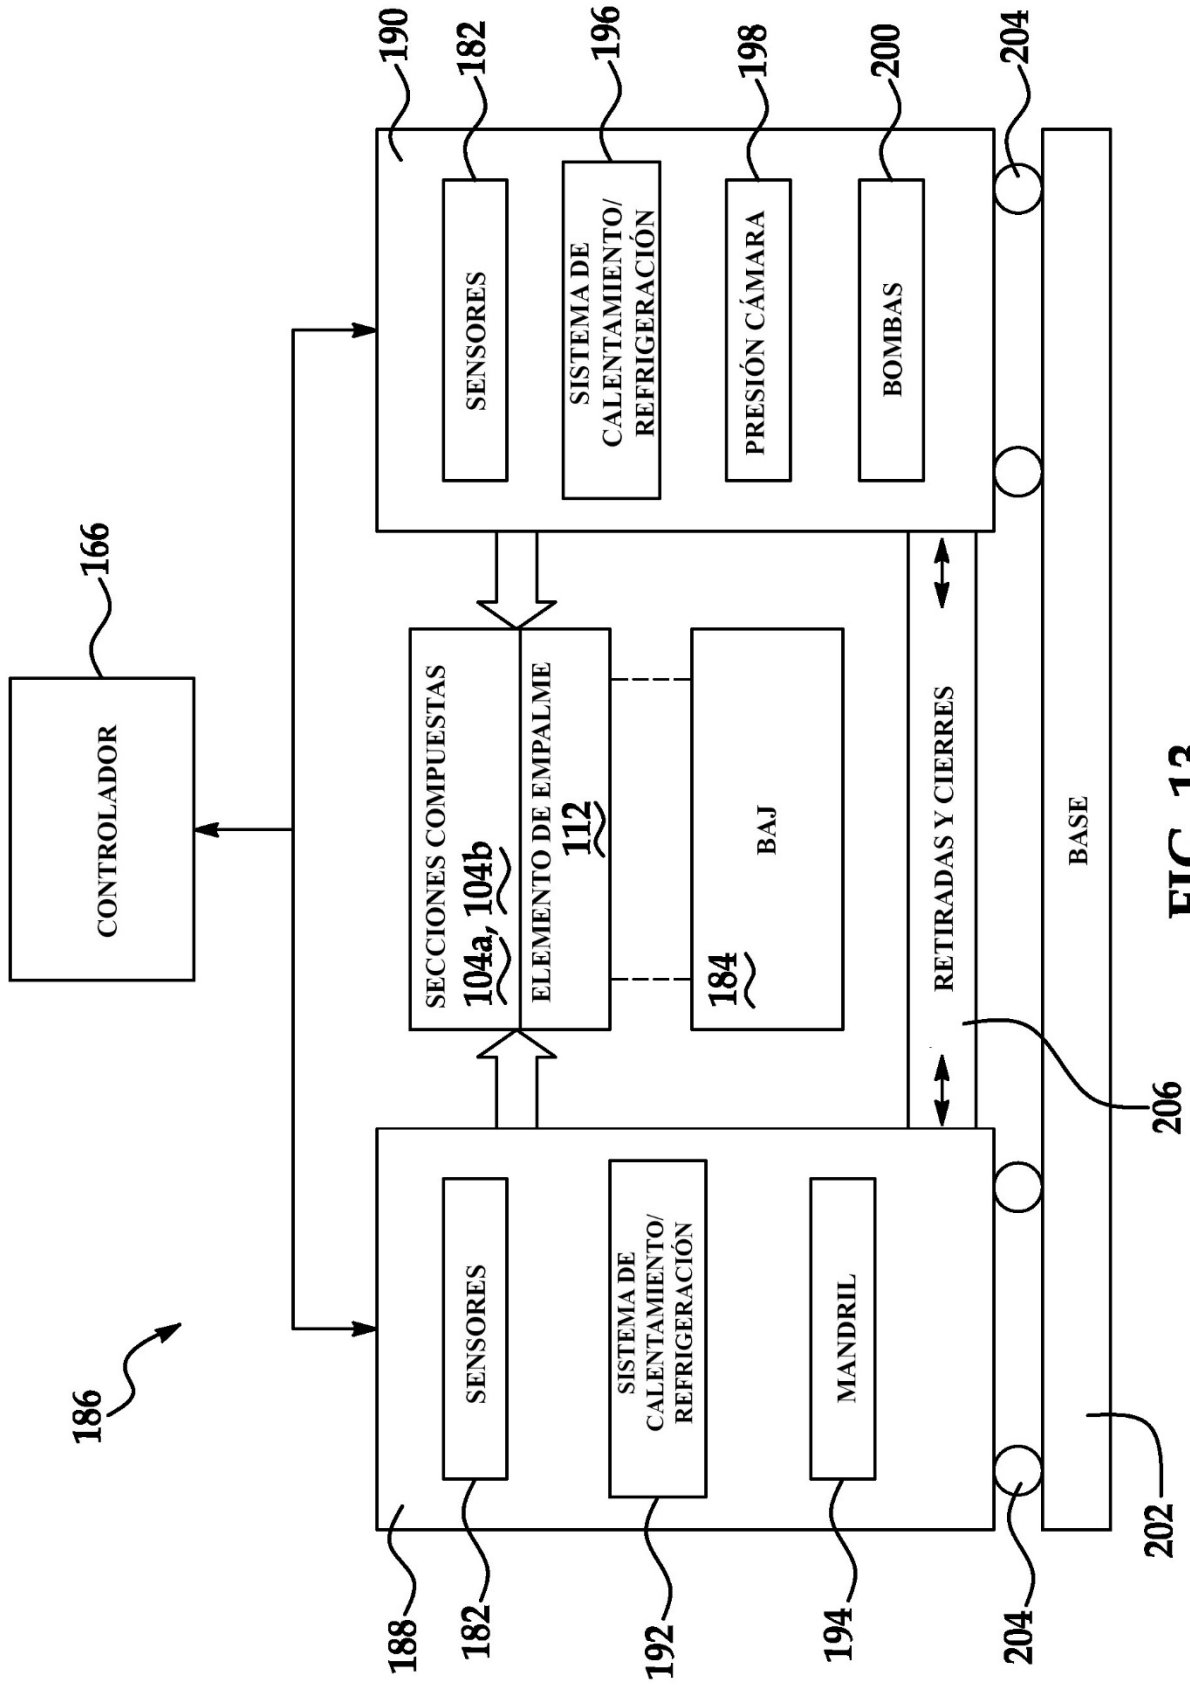 186
CONTROLADOR
166
188
190
SENSORES
182
SISTEMA DE
CALENTAMIENTO/
REFRIGERACIÓN
192
MANDRIL
194
SECCIONES COMPUESTAS
104a, 104b
ELEMENTO DE EMPALME
112
184
BAJ
SENSORES
182
SISTEMA DE
CALENTAMIENTO/
REFRIGERACIÓN
196
PRESIÓN CÁMARA
198
BOMBAS
200
RETIRADAS Y CIERRES
206
204
204
BASE
202
FIG. 13